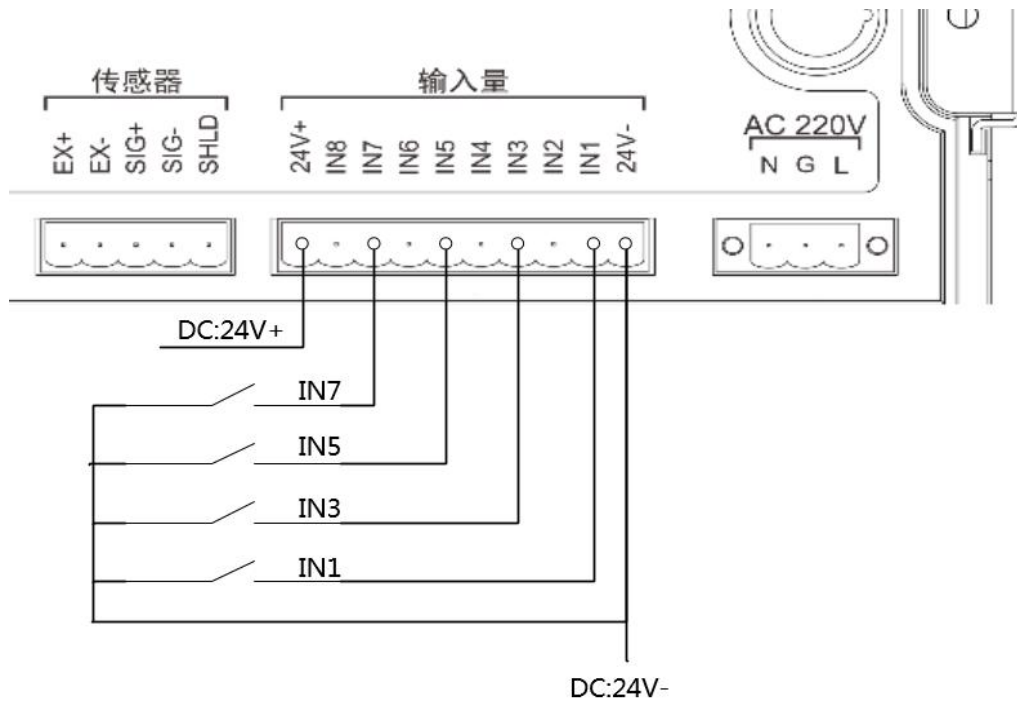 传感器
输入量
EX+
EX-
SIG+
SIG-
SHLD
24V+
IN8
IN7
IN6
IN5
IN4
IN3
IN2
IN1
24V-
AC 220V
N G L
DC:24V+
IN7
IN5
IN3
IN1
DC:24V-